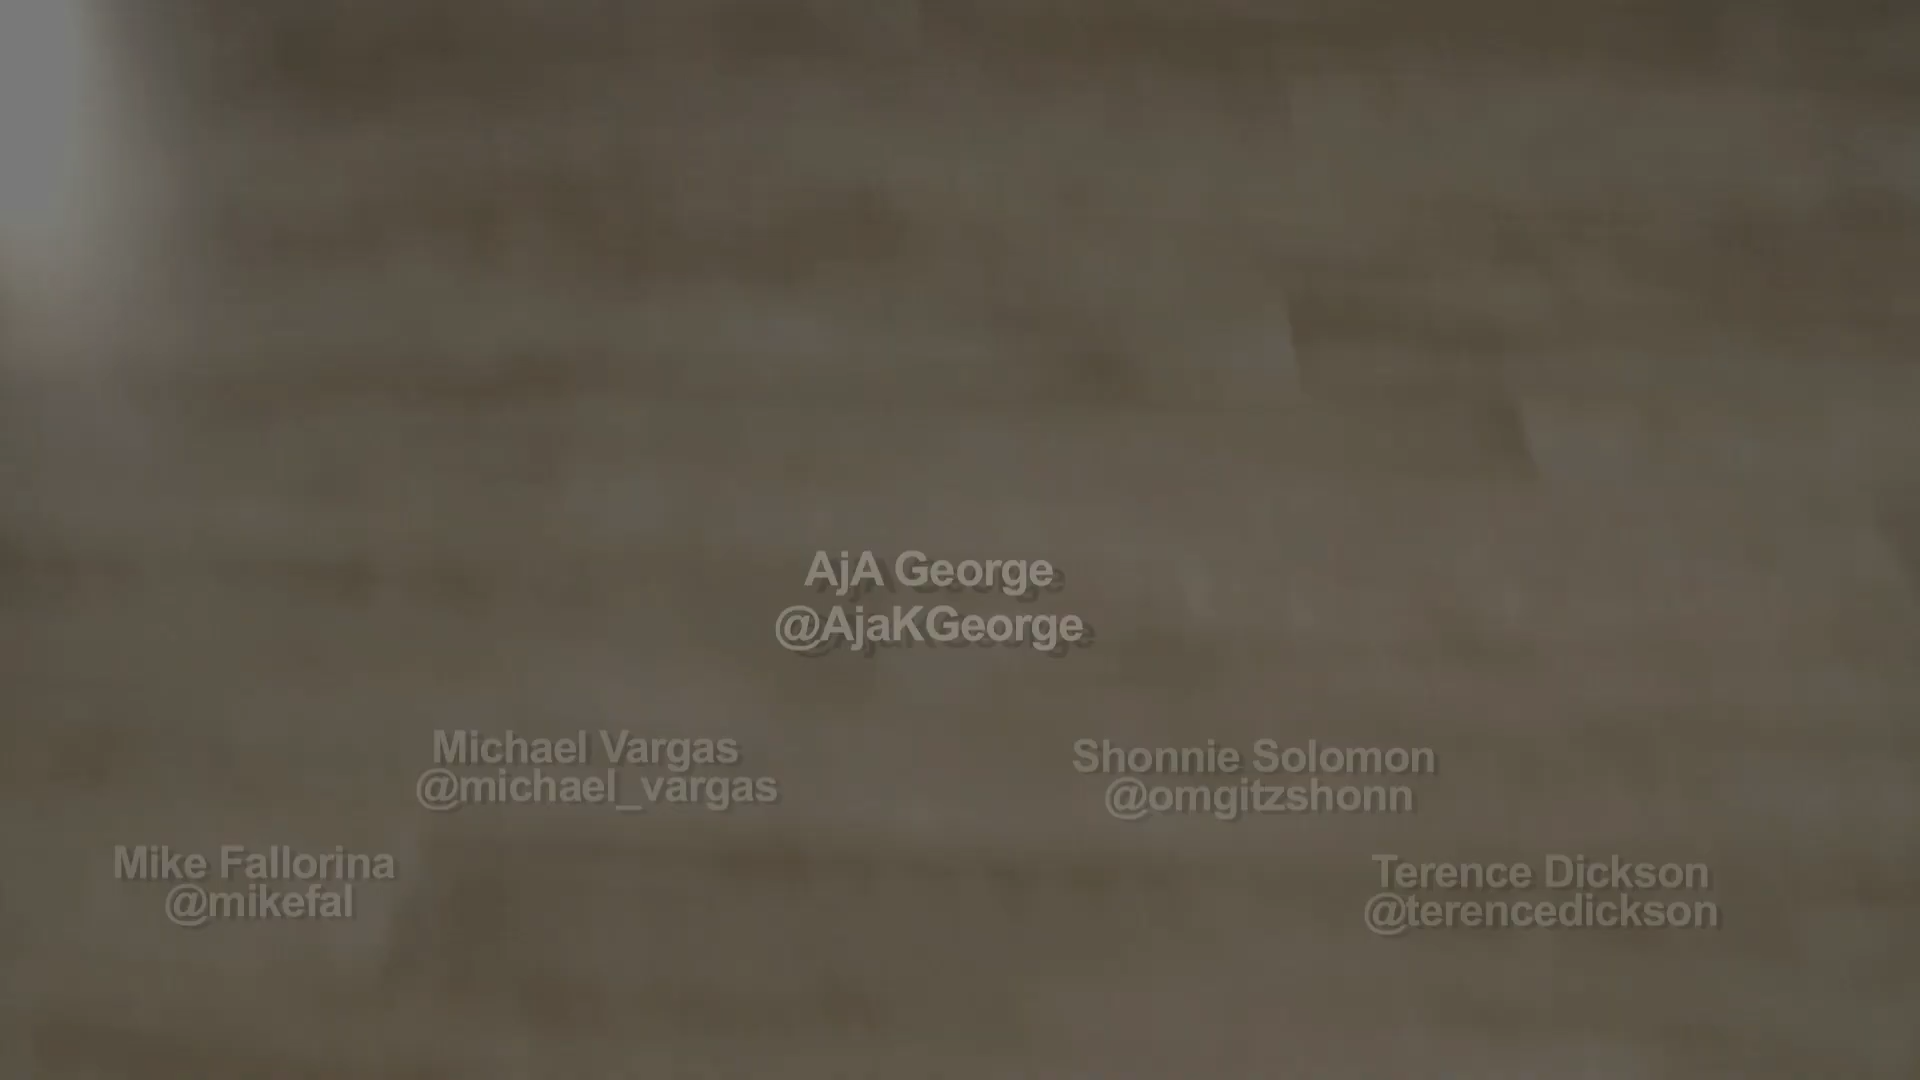 AjA George
@AjaKGeorge
Michael Vargas
@michael_vargas
Shonnie Solomon
@omgitzshonn
Mike Fallorina
@mikefal
Terence Dickson
@terencedickson